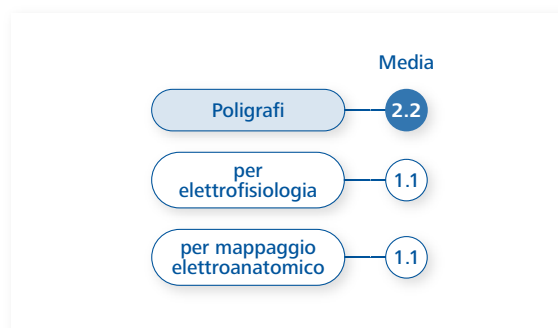 Media
Poligrafi
2.2
per
elettrofisiologia
1.1
per mappaggio
elettroanatomico
1.1